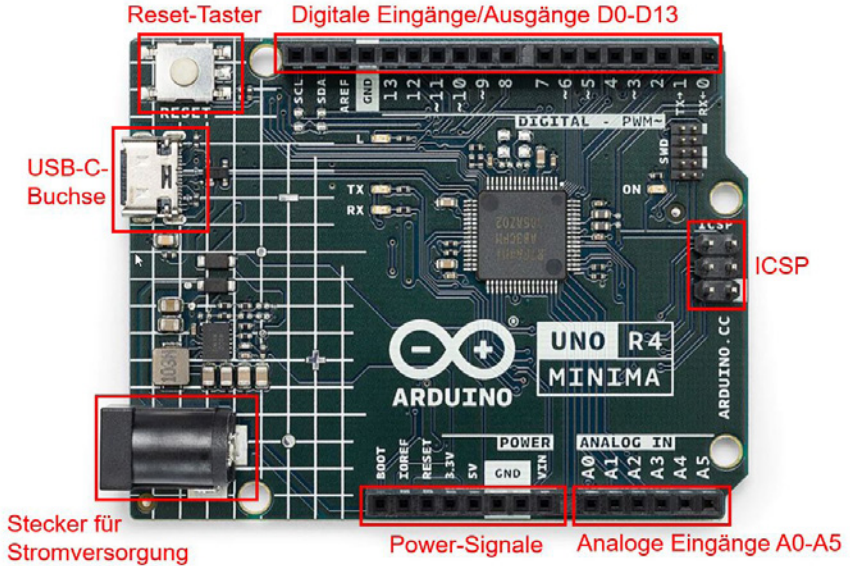 Reset-Taster
Digitale Eingänge/Ausgänge D0-D13
RESET
SCL
SDA
AREF
GND
13
12
~11
~10
~9
8
7
~6
~5
4
~3
2
TX→1
RX←0
DIGITAL - PWM~
L
SWD
USB-C-
Buchse
TX
RX
ON
ICSP
ICSP
UNO R4
MINIMA
ARDUINO
ARDUINO.CC
POWER
ANALOG IN
BOOT
IOREF
RESET
3.3V
5V
GND
VIN
A0
A1
A2
A3
A4
A5
Stecker für
Stromversorgung
Power-Signale
Analoge Eingänge A0-A5